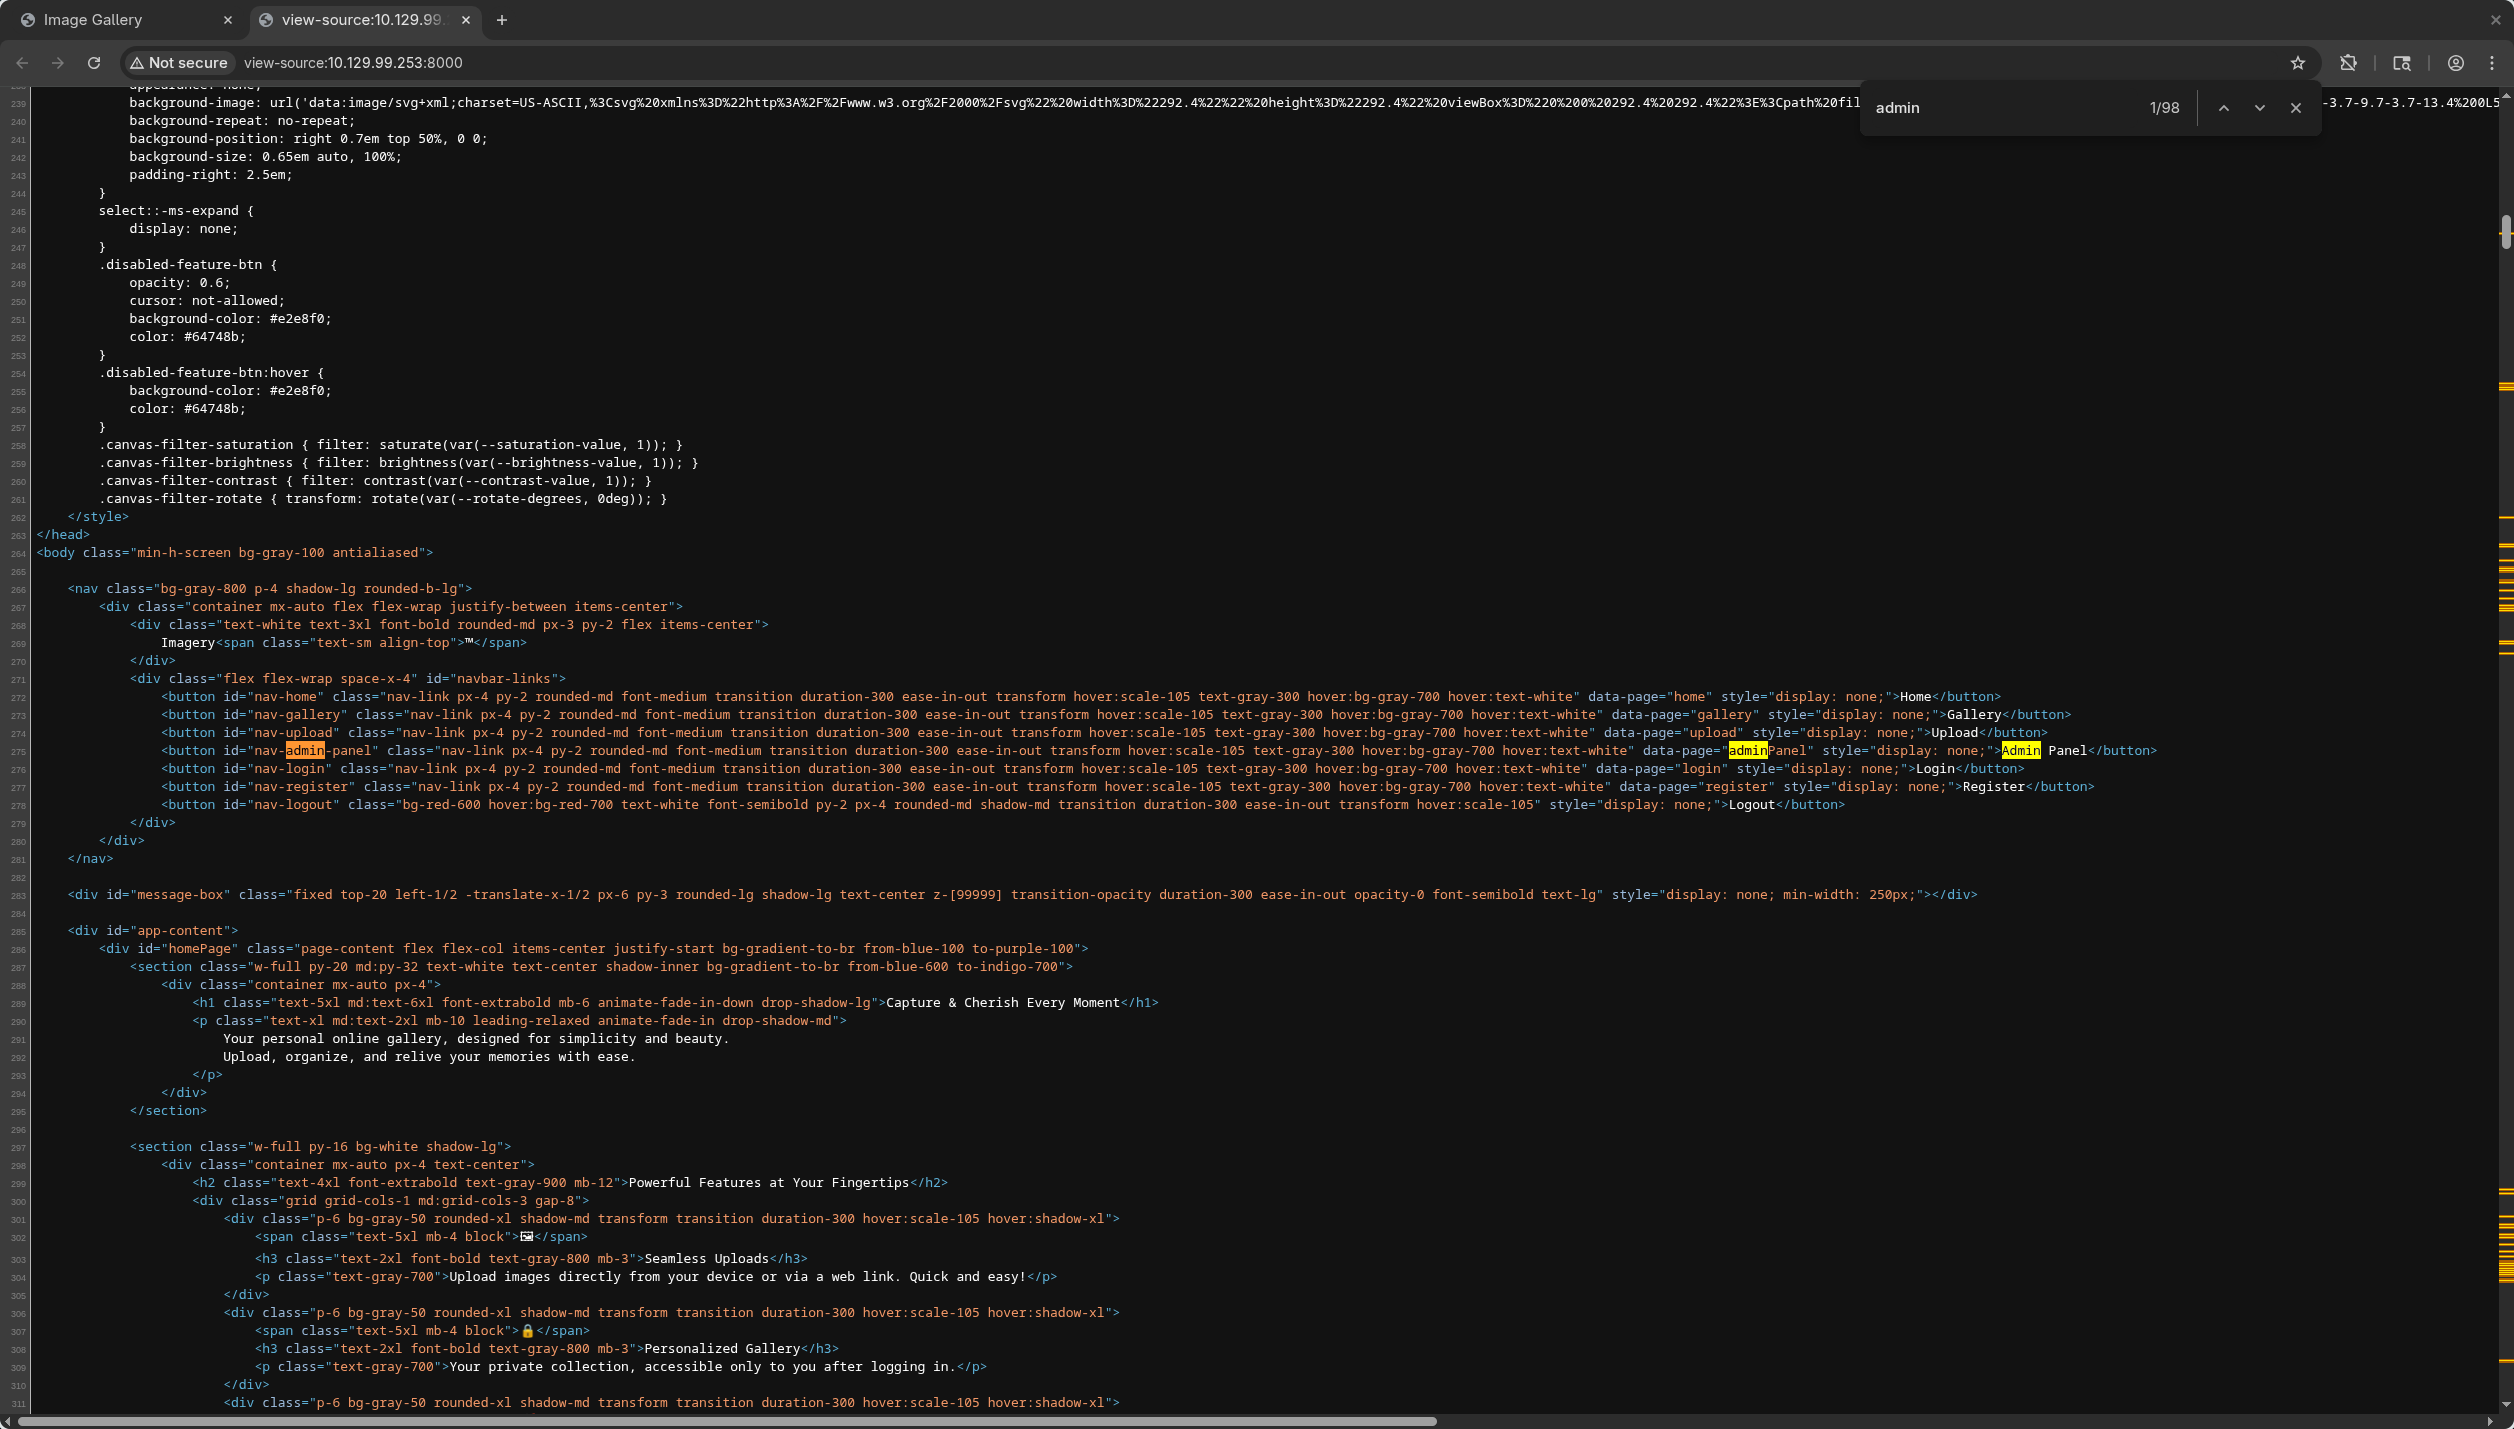 Image Gallery
view-source:10.129.99.
Not secure
view-source:10.129.99.253:8000
admin
1/98
239 background-image: url('data:image/svg+xml;charset=US-ASCII,%3Csvg%20xmlns%3D%22http%3A%2F%2Fwww.w3.org%2F2000%2Fsvg%22%20width%3D%22292.4%22%22%20height%3D%22292.4%22%20viewBox%3D%220%200%20292.4%20292.4%22%3E%3Cpath%20fil -3.7-9.7-3.7-13.4%200L5
240 background-repeat: no-repeat;
241 background-position: right 0.7em top 50%, 0 0;
242 background-size: 0.65em auto, 100%;
243 padding-right: 2.5em;
244 }
245 select::-ms-expand {
246 display: none;
247 }
248 .disabled-feature-btn {
249 opacity: 0.6;
250 cursor: not-allowed;
251 background-color: #e2e8f0;
252 color: #64748b;
253 }
254 .disabled-feature-btn:hover {
255 background-color: #e2e8f0;
256 color: #64748b;
257 }
258 .canvas-filter-saturation { filter: saturate(var(--saturation-value, 1)); }
259 .canvas-filter-brightness { filter: brightness(var(--brightness-value, 1)); }
260 .canvas-filter-contrast { filter: contrast(var(--contrast-value, 1)); }
261 .canvas-filter-rotate { transform: rotate(var(--rotate-degrees, 0deg)); }
262 </style>
263 </head>
264 <body class="min-h-screen bg-gray-100 antialiased">
265
266 <nav class="bg-gray-800 p-4 shadow-lg rounded-b-lg">
267 <div class="container mx-auto flex flex-wrap justify-between items-center">
268 <div class="text-white text-3xl font-bold rounded-md px-3 py-2 flex items-center">
269 Imagery<span class="text-sm align-top">™</span>
270 </div>
271 <div class="flex flex-wrap space-x-4" id="navbar-links">
272 <button id="nav-home" class="nav-link px-4 py-2 rounded-md font-medium transition duration-300 ease-in-out transform hover:scale-105 text-gray-300 hover:bg-gray-700 hover:text-white" data-page="home" style="display: none;">Home</button>
273 <button id="nav-gallery" class="nav-link px-4 py-2 rounded-md font-medium transition duration-300 ease-in-out transform hover:scale-105 text-gray-300 hover:bg-gray-700 hover:text-white" data-page="gallery" style="display: none;">Gallery</button>
274 <button id="nav-upload" class="nav-link px-4 py-2 rounded-md font-medium transition duration-300 ease-in-out transform hover:scale-105 text-gray-300 hover:bg-gray-700 hover:text-white" data-page="upload" style="display: none;">Upload</button>
275 <button id="nav-admin-panel" class="nav-link px-4 py-2 rounded-md font-medium transition duration-300 ease-in-out transform hover:scale-105 text-gray-300 hover:bg-gray-700 hover:text-white" data-page="adminPanel" style="display: none;">Admin Panel</button>
276 <button id="nav-login" class="nav-link px-4 py-2 rounded-md font-medium transition duration-300 ease-in-out transform hover:scale-105 text-gray-300 hover:bg-gray-700 hover:text-white" data-page="login" style="display: none;">Login</button>
277 <button id="nav-register" class="nav-link px-4 py-2 rounded-md font-medium transition duration-300 ease-in-out transform hover:scale-105 text-gray-300 hover:bg-gray-700 hover:text-white" data-page="register" style="display: none;">Register</button>
278 <button id="nav-logout" class="bg-red-600 hover:bg-red-700 text-white font-semibold py-2 px-4 rounded-md shadow-md transition duration-300 ease-in-out transform hover:scale-105" style="display: none;">Logout</button>
279 </div>
280 </div>
281 </nav>
282
283 <div id="message-box" class="fixed top-20 left-1/2 -translate-x-1/2 px-6 py-3 rounded-lg shadow-lg text-center z-[99999] transition-opacity duration-300 ease-in-out opacity-0 font-semibold text-lg" style="display: none; min-width: 250px;"></div>
284
285 <div id="app-content">
286 <div id="homePage" class="page-content flex flex-col items-center justify-start bg-gradient-to-br from-blue-100 to-purple-100">
287 <section class="w-full py-20 md:py-32 text-white text-center shadow-inner bg-gradient-to-br from-blue-600 to-indigo-700">
288 <div class="container mx-auto px-4">
289 <h1 class="text-5xl md:text-6xl font-extrabold mb-6 animate-fade-in-down drop-shadow-lg">Capture & Cherish Every Moment</h1>
290 <p class="text-xl md:text-2xl mb-10 leading-relaxed animate-fade-in drop-shadow-md">
291 Your personal online gallery, designed for simplicity and beauty.
292 Upload, organize, and relive your memories with ease.
293 </p>
294 </div>
295 </section>
296
297 <section class="w-full py-16 bg-white shadow-lg">
298 <div class="container mx-auto px-4 text-center">
299 <h2 class="text-4xl font-extrabold text-gray-900 mb-12">Powerful Features at Your Fingertips</h2>
300 <div class="grid grid-cols-1 md:grid-cols-3 gap-8">
301 <div class="p-6 bg-gray-50 rounded-xl shadow-md transform transition duration-300 hover:scale-105 hover:shadow-xl">
302 <span class="text-5xl mb-4 block">🖼</span>
303 <h3 class="text-2xl font-bold text-gray-800 mb-3">Seamless Uploads</h3>
304 <p class="text-gray-700">Upload images directly from your device or via a web link. Quick and easy!</p>
305 </div>
306 <div class="p-6 bg-gray-50 rounded-xl shadow-md transform transition duration-300 hover:scale-105 hover:shadow-xl">
307 <span class="text-5xl mb-4 block">🔒</span>
308 <h3 class="text-2xl font-bold text-gray-800 mb-3">Personalized Gallery</h3>
309 <p class="text-gray-700">Your private collection, accessible only to you after logging in.</p>
310 </div>
311 <div class="p-6 bg-gray-50 rounded-xl shadow-md transform transition duration-300 hover:scale-105 hover:shadow-xl">